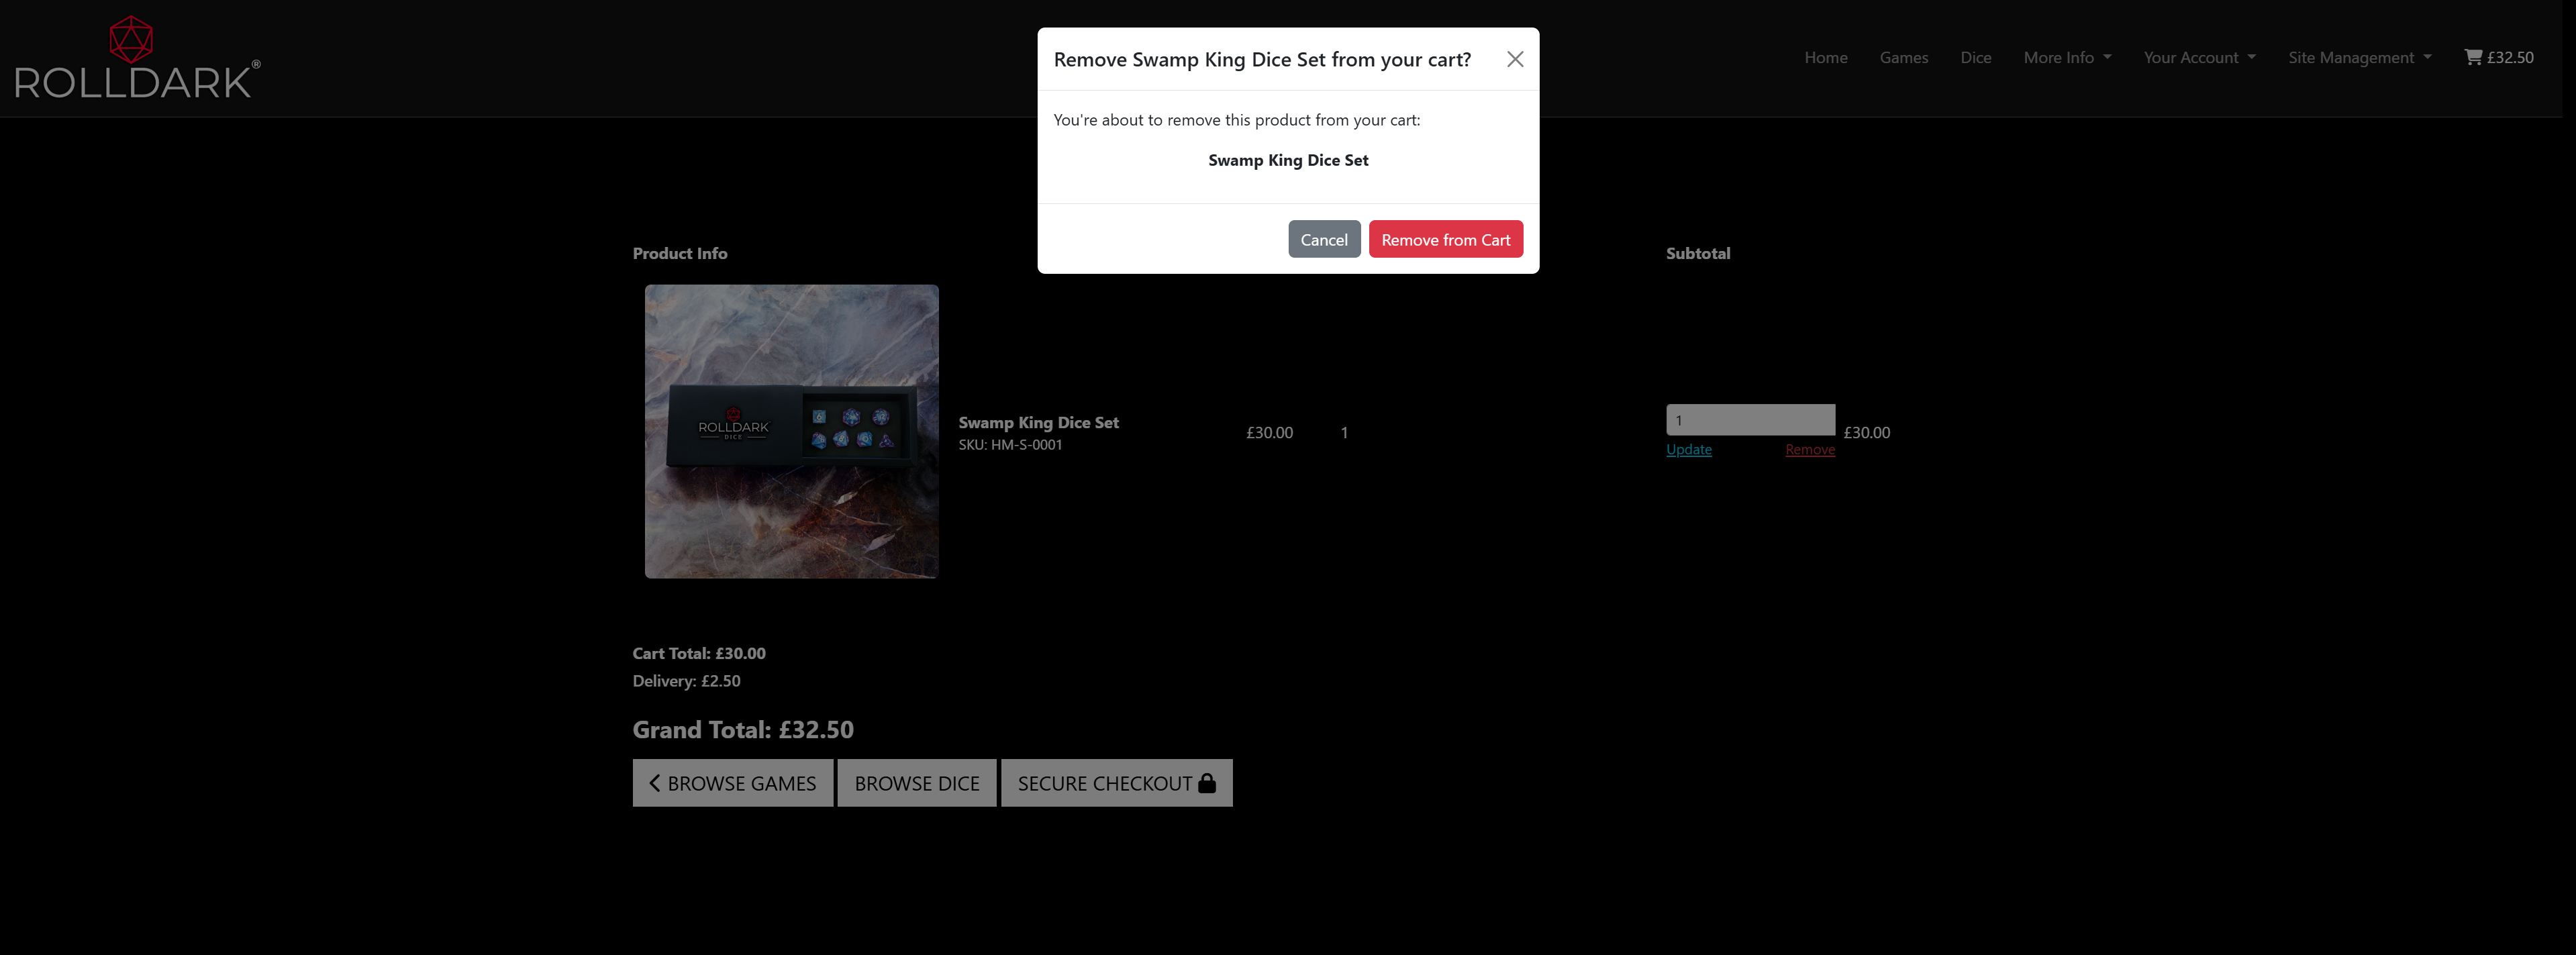 ROLLDARK®
Home Games Dice More Info Your Account Site Management £32.50
Remove Swamp King Dice Set from your cart?
You're about to remove this product from your cart:
Swamp King Dice Set
Cancel Remove from Cart
Product Info Subtotal
ROLLDARK
DICE
Swamp King Dice Set
SKU: HM-S-0001
£30.00 1
1
Update Remove
£30.00
Cart Total: £30.00
Delivery: £2.50
Grand Total: £32.50
BROWSE GAMES BROWSE DICE SECURE CHECKOUT